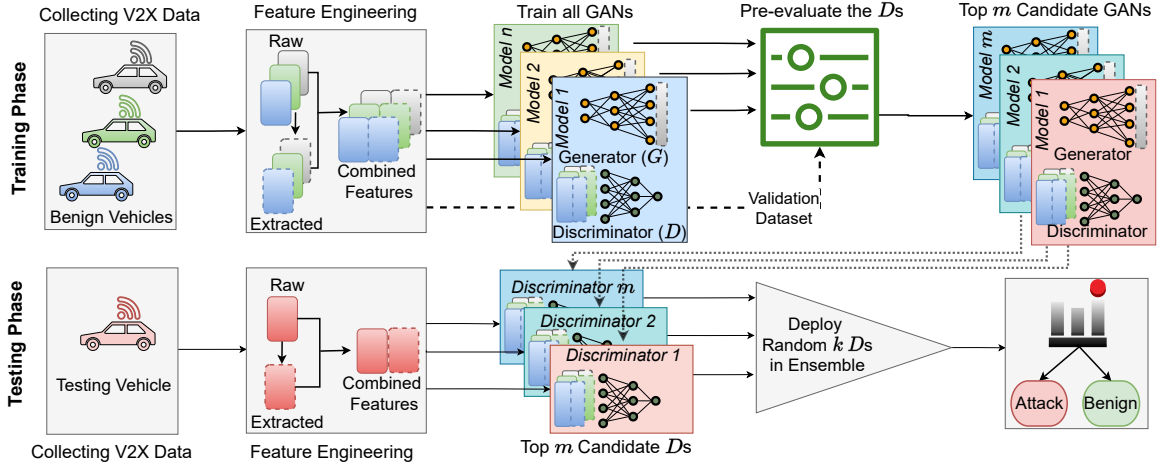 Training Phase
Collecting V2X Data
Benign Vehicles
Feature Engineering
Raw
Extracted
Combined
Features
Train all GANs
Model n
Model 2
Model 1
Generator (G)
Discriminator (D)
Pre-evaluate the Ds
Validation
Dataset
Top m Candidate GANs
Model m
Model 2
Model 1
Generator
Discriminator
Testing Phase
Testing Vehicle
Collecting V2X Data
Raw
Extracted
Combined
Features
Feature Engineering
Discriminator m
Discriminator 2
Discriminator 1
Top m Candidate Ds
Deploy
Random k Ds
in Ensemble
Attack
Benign